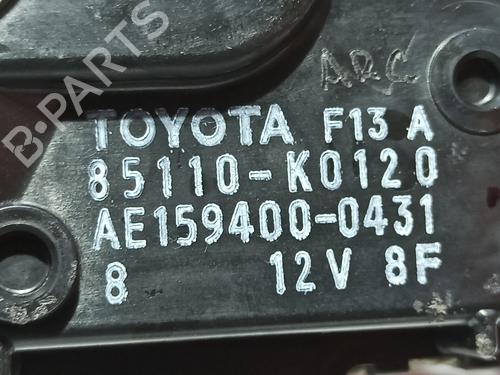 ARC
TOYOTA F13 A
85110-K0120
AE159400-0431
8 12V 8F
B-PARTS